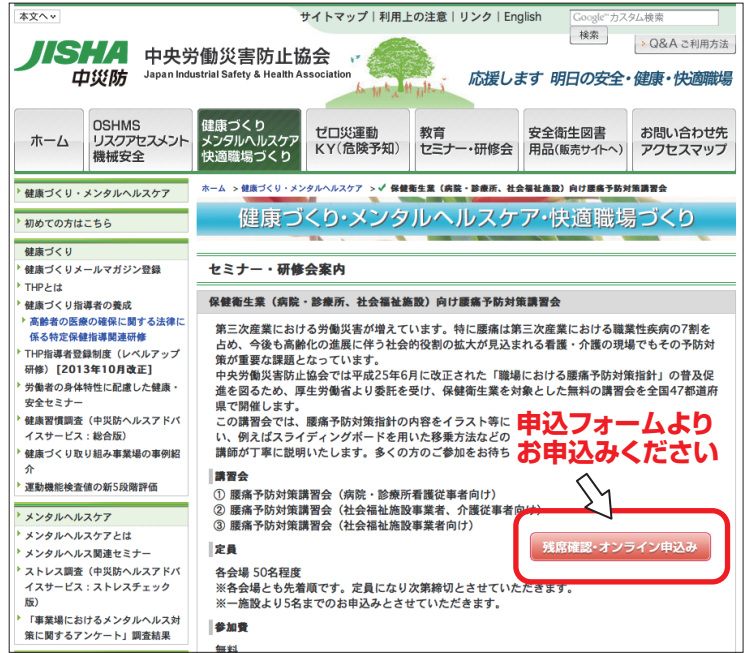 本文へ
サイトマップ｜利用上の注意｜リンク｜English
Google™ カスタム検索
検索
Q&A ご利用方法
JISHA
中災防
中央労働災害防止協会
Japan Industrial Safety & Health Association
応援します 明日の安全・健康・快適職場
ホーム
OSHMS
リスクアセスメント
機械安全
健康づくり
メンタルヘルスケア
快適職場づくり
ゼロ災運動
KY(危険予知)
教育
セミナー・研修会
安全衛生図書
用品(販売サイトへ)
お問い合わせ先
アクセスマップ
健康づくり・メンタルヘルスケア
初めての方はこちら
健康づくり
健康づくりメールマガジン登録
THPとは
健康づくり指導者の養成
高齢者の医療の確保に関する法律に
係る特定保健指導関連研修
THP指導者登録制度（レベルアップ
研修）[2013年10月改正]
労働者の身体特性に配慮した健康・
安全セミナー
健康習慣調査（中災防ヘルスアドバ
イスサービス：総合版）
健康づくり取り組み事業場の事例紹
介
運動機能検査値の新5段階評価
メンタルヘルスケア
メンタルヘルスケアとは
メンタルヘルス関連セミナー
ストレス調査（中災防ヘルスアドバ
イスサービス：ストレスチェック
版）
「事業場におけるメンタルヘルス対
策に関するアンケート」調査結果
ホーム ＞健康づくり・メンタルヘルスケア ＞✓ 保健衛生業（病院・診療所、社会福祉施設）向け腰痛予防対策講習会
健康づくり・メンタルヘルスケア・快適職場づくり
セミナー・研修会案内
保健衛生業（病院・診療所、社会福祉施設）向け腰痛予防対策講習会
第三次産業における労働災害が増えています。特に腰痛は第三次産業における職業性疾病の7割を
占め、今後も高齢化の進展に伴う社会的役割の拡大が見込まれる看護・介護の現場でもその予防対
策が重要な課題となっています。
中央労働災害防止協会では平成25年6月に改正された「職場における腰痛予防対策指針」の普及促
進を図るため、厚生労働省より委託を受け、保健衛生業を対象とした無料の講習会を全国47都道府
県で開催します。
この講習会では、腰痛予防対策指針の内容をイラスト等に
い、例えばスライディングボードを用いた移乗方法などの
講師が丁寧に説明いたします。多くの方のご参加をお待ち
申込フォームより
お申込みください
講習会
① 腰痛予防対策講習会（病院・診療所看護従事者向け）
② 腰痛予防対策講習会（社会福祉施設事業者、介護従事者向け）
③ 腰痛予防対策講習会（社会福祉施設事業者向け）
残席確認・オンライン申込み
定員
各会場 50名程度
※各会場とも先着順です。定員になり次第締切とさせていただきます。
※一施設より5名までのお申込みとさせていただきます。
参加費
無料